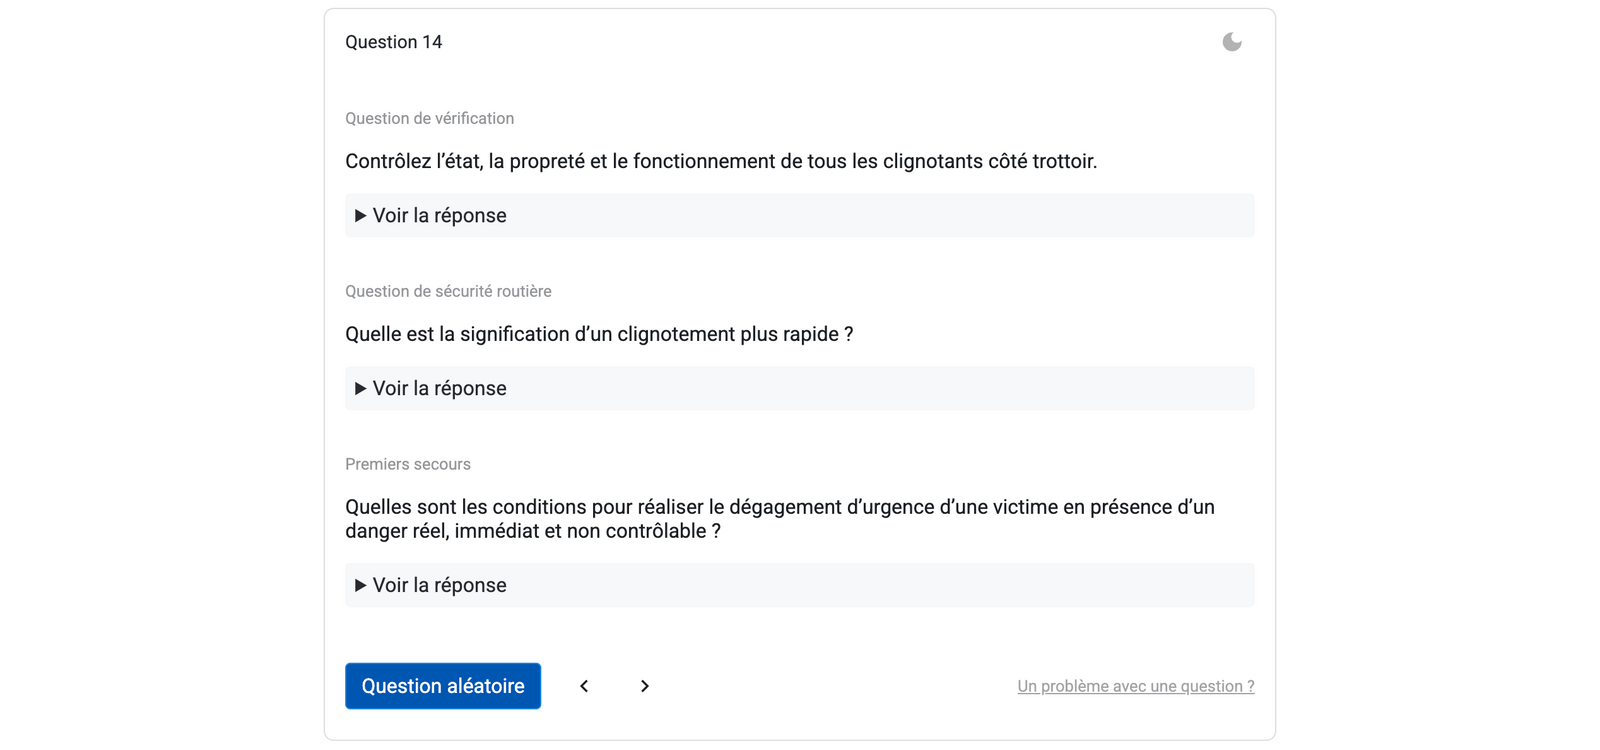 Question 14
Question de vérification
Contrôlez l’état, la propreté et le fonctionnement de tous les clignotants côté trottoir.
Voir la réponse
Question de sécurité routière
Quelle est la signification d’un clignotement plus rapide ?
Voir la réponse
Premiers secours
Quelles sont les conditions pour réaliser le dégagement d’urgence d’une victime en présence d’un
danger réel, immédiat et non contrôlable ?
Voir la réponse
Question aléatoire
Un problème avec une question ?